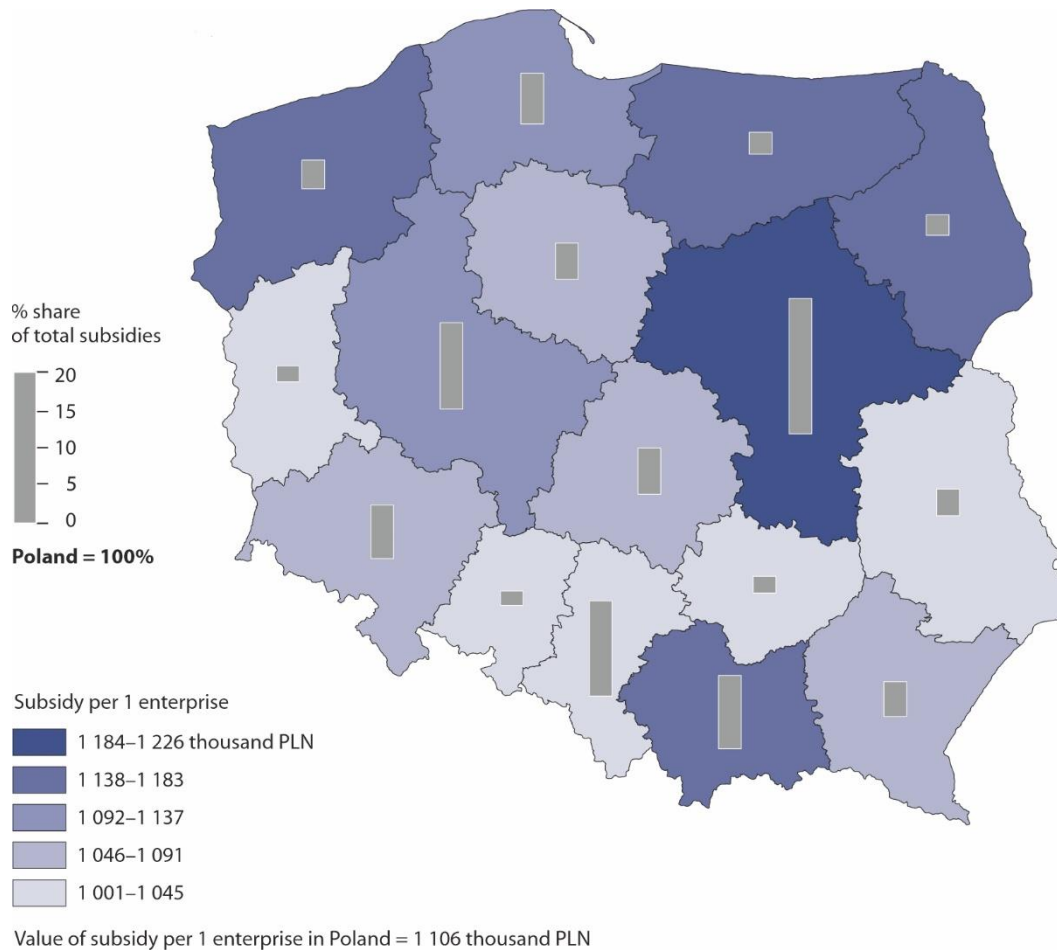 % share
of total subsidies
20
15
10
5
0
Poland = 100%
Subsidy per 1 enterprise
1 184–1 226 thousand PLN
1 138–1 183
1 092–1 137
1 046–1 091
1 001–1 045
Value of subsidy per 1 enterprise in Poland = 1 106 thousand PLN